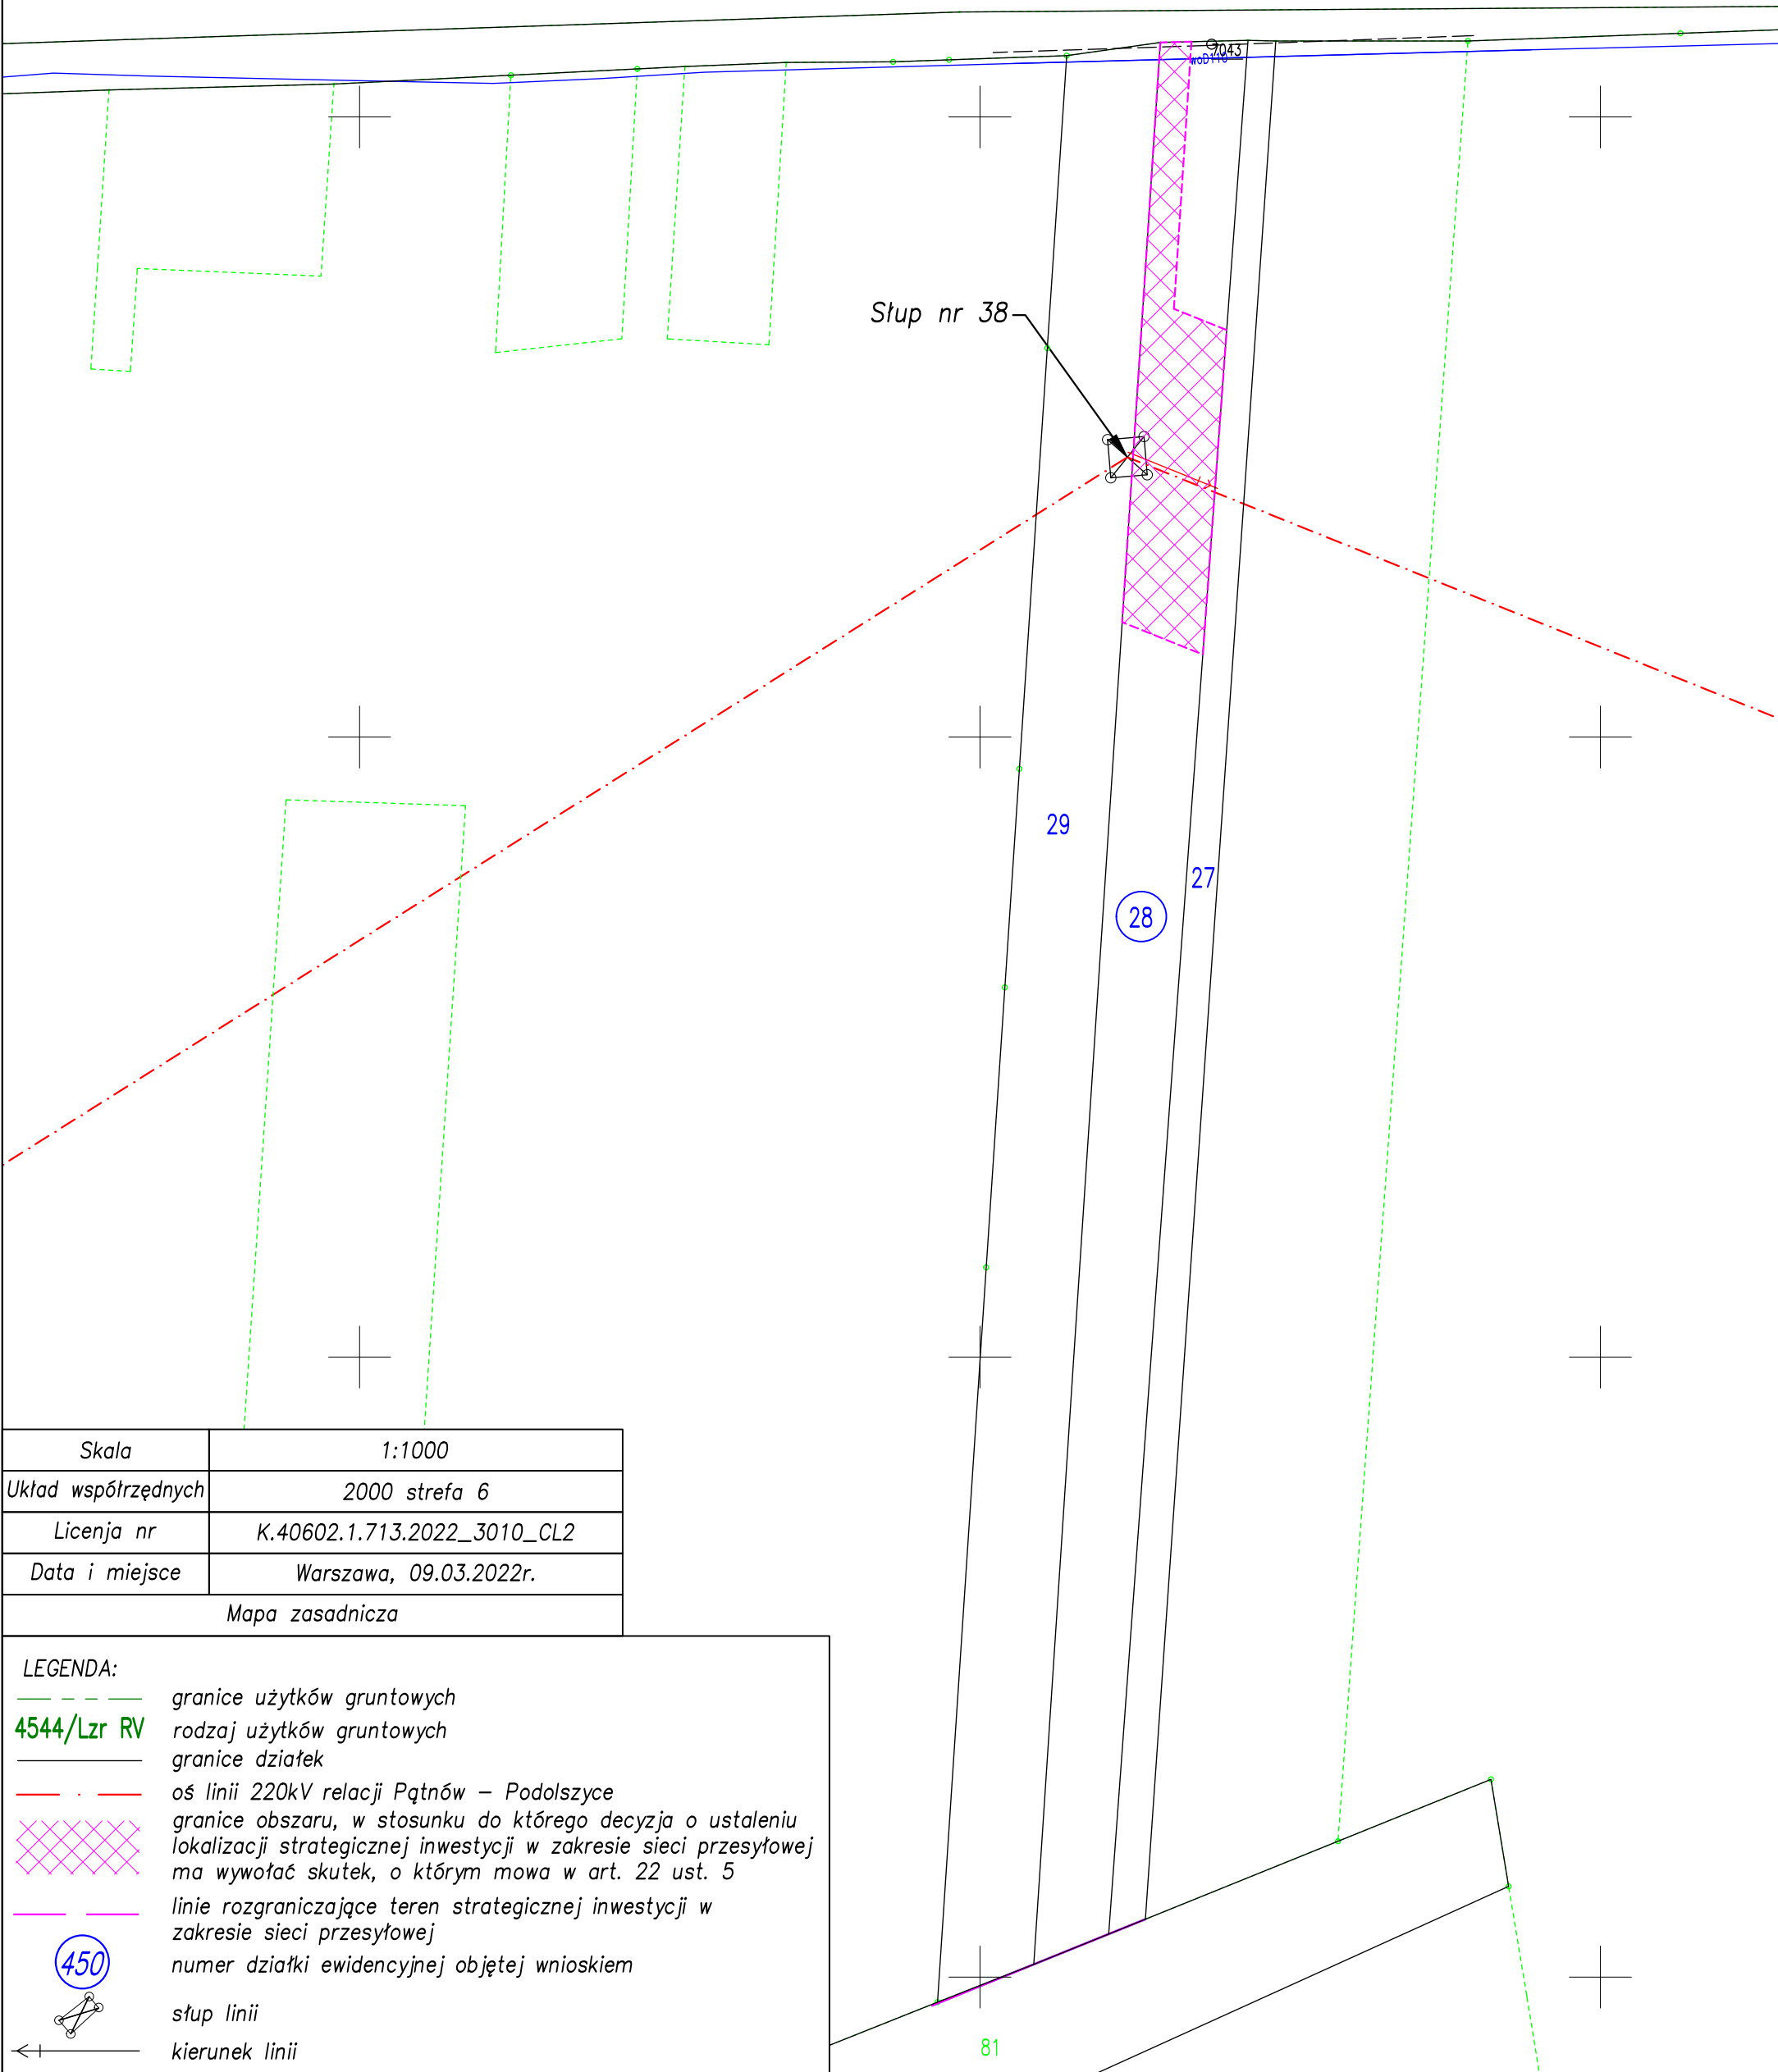 7043
woD110
Słup nr 38
29
27
28
Skala 1:1000
Układ współrzędnych 2000 strefa 6
Licenja nr K.40602.1.713.2022_3010_CL2
Data i miejsce Warszawa, 09.03.2022r.
Mapa zasadnicza
LEGENDA:
granice użytków gruntowych
4544/Lzr RV rodzaj użytków gruntowych
granice działek
oś linii 220kV relacji Pątnów – Podolszyce
granice obszaru, w stosunku do którego decyzja o ustaleniu
lokalizacji strategicznej inwestycji w zakresie sieci przesyłowej
ma wywołać skutek, o którym mowa w art. 22 ust. 5
linie rozgraniczające teren strategicznej inwestycji w
zakresie sieci przesyłowej
450 numer działki ewidencyjnej objętej wnioskiem
słup linii
kierunek linii
81